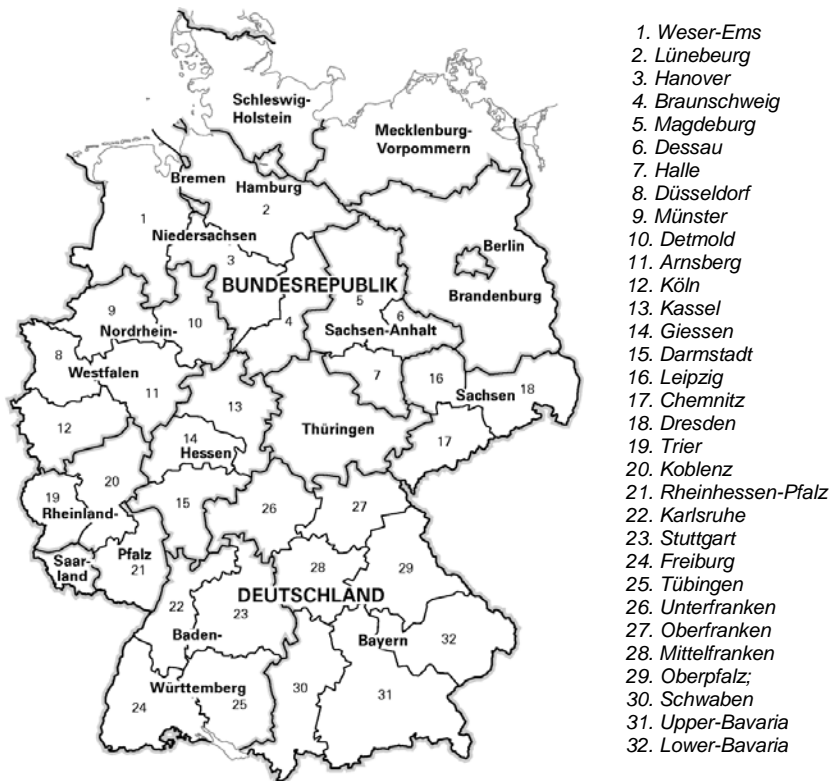 Schleswig-
Holstein
Mecklenburg-
Vorpommern
Bremen
Hamburg
2
1
Niedersachsen
3
Berlin
BUNDESREPUBLIK
Brandenburg
5
6
9
10
4
Nordrhein-
Sachsen-Anhalt
8
Westfalen
7
16
18
11
13
Sachsen
12
Thüringen
14
17
Hessen
20
19
15
26
27
Rheinland-
Pfalz
Saar-
land
21
28
29
DEUTSCHLAND
22
23
Baden-
Bayern
32
Württemberg
24
25
30
31
1. Weser-Ems
2. Lünebeurg
3. Hanover
4. Braunschweig
5. Magdeburg
6. Dessau
7. Halle
8. Düsseldorf
9. Münster
10. Detmold
11. Arnsberg
12. Köln
13. Kassel
14. Giessen
15. Darmstadt
16. Leipzig
17. Chemnitz
18. Dresden
19. Trier
20. Koblenz
21. Rheinhessen-Pfalz
22. Karlsruhe
23. Stuttgart
24. Freiburg
25. Tübingen
26. Unterfranken
27. Oberfranken
28. Mittelfranken
29. Oberpfalz;
30. Schwaben
31. Upper-Bavaria
32. Lower-Bavaria